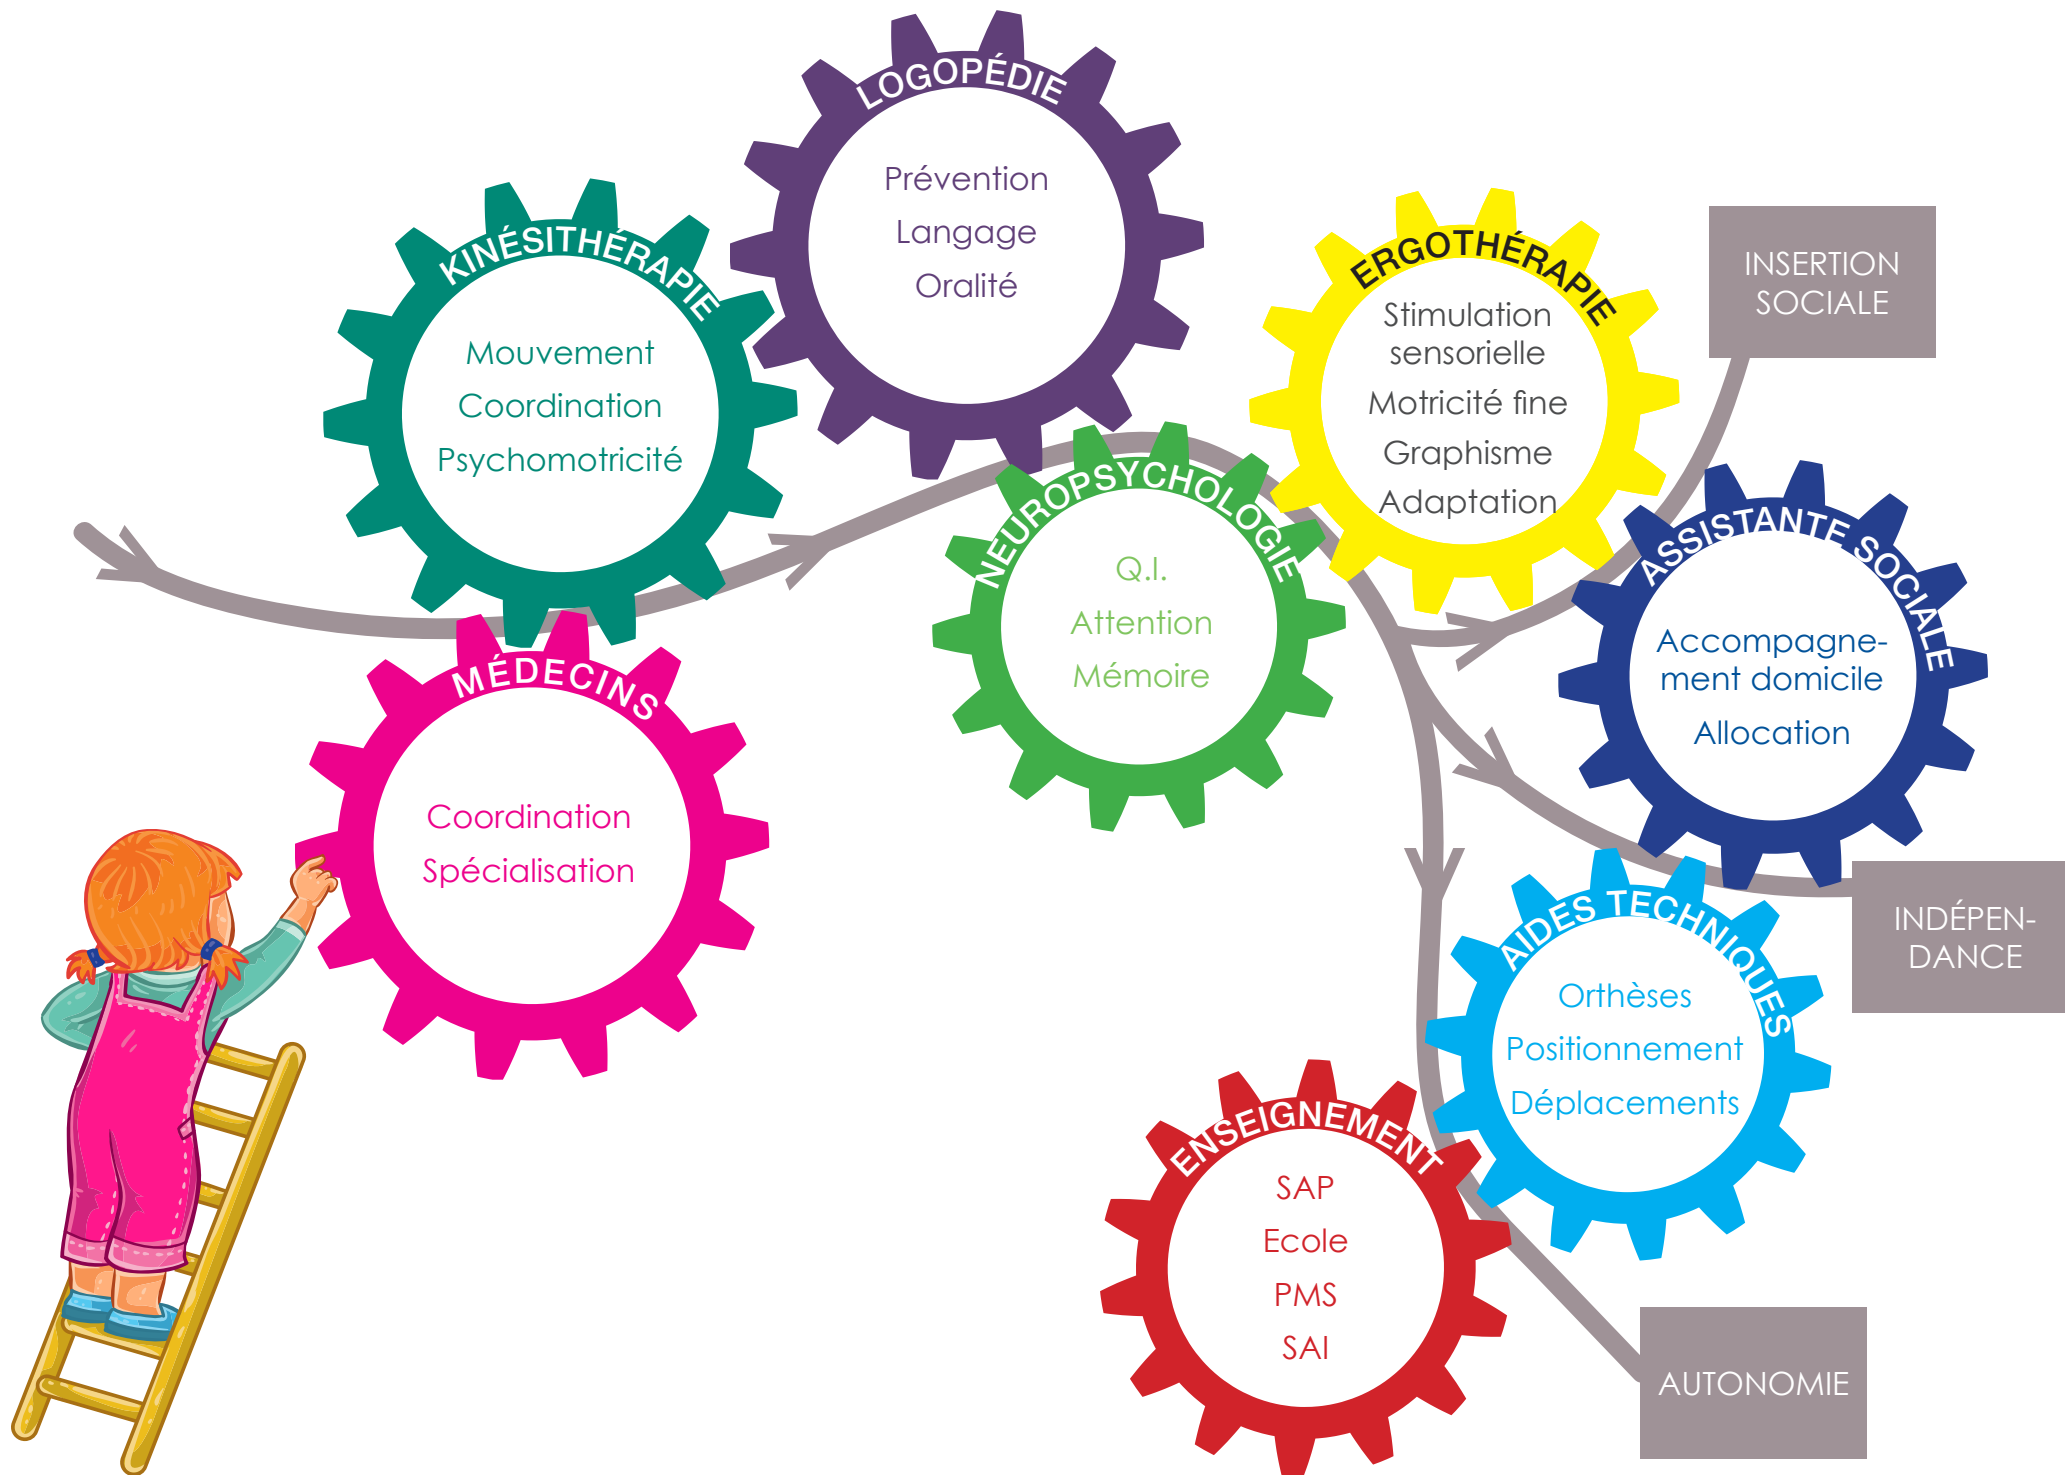 LOGOPÉDIE
Prévention
Langage
Oralité
KINÉSITHÉRAPIE
Mouvement
Coordination
Psychomotricité
ERGOTHÉRAPIE
Stimulation
sensorielle
Motricité fine
Graphisme
Adaptation
INSERTION
SOCIALE
NEUROPSYCHOLOGIE
Q.I.
Attention
Mémoire
ASSISTANTE SOCIALE
Accompagne-
ment domicile
Allocation
MÉDECINS
Coordination
Spécialisation
AIDES TECHNIQUES
Orthèses
Positionnement
Déplacements
INDÉPEN-
DANCE
ENSEIGNEMENT
SAP
Ecole
PMS
SAI
AUTONOMIE